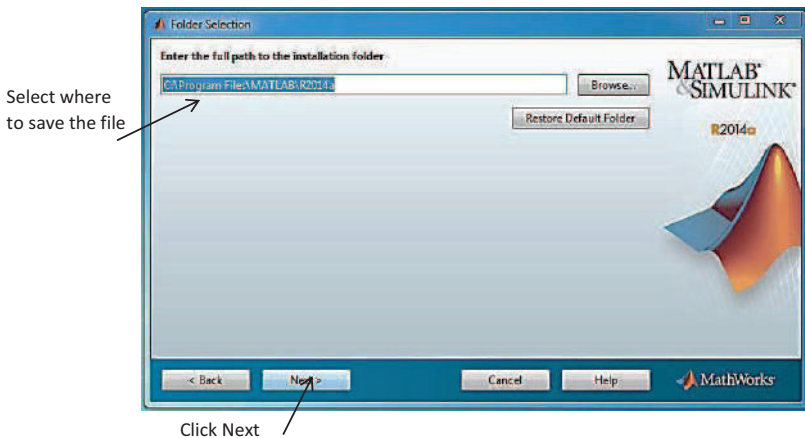 Folder Selection
Enter the full path to the installation folder
C:\Program Files\MATLAB\R2014a
Browse...
Restore Default Folder
MATLAB®
&SIMULINK®
R2014a
Select where
to save the file
< Back
Next >
Cancel
Help
MathWorks®
Click Next